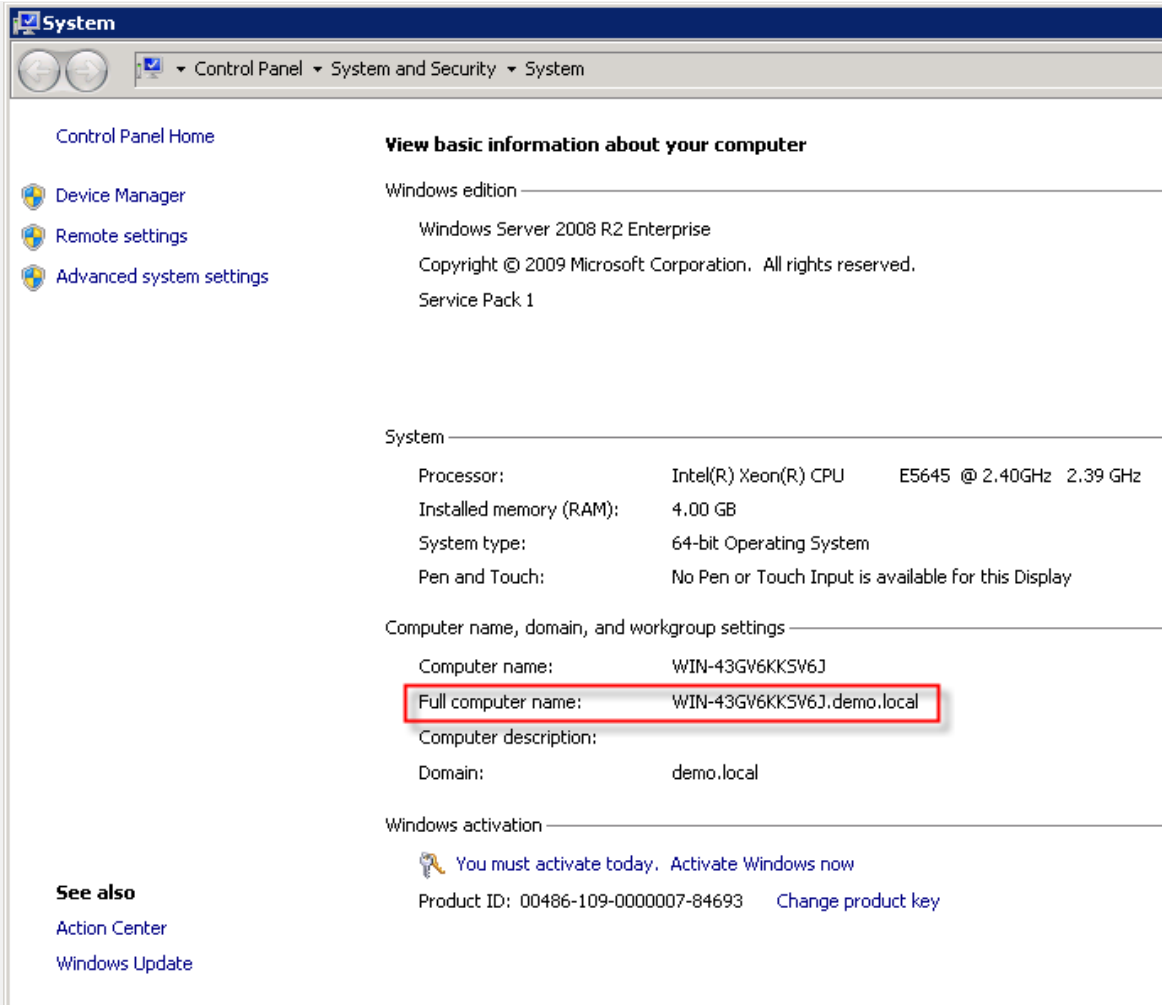 System
Control Panel System and Security System
Control Panel Home
Device Manager
Remote settings
Advanced system settings
View basic information about your computer
Windows edition
Windows Server 2008 R2 Enterprise
Copyright © 2009 Microsoft Corporation. All rights reserved.
Service Pack 1
System
Processor: Intel(R) Xeon(R) CPU E5645 @ 2.40GHz 2.39 GHz
Installed memory (RAM): 4.00 GB
System type: 64-bit Operating System
Pen and Touch: No Pen or Touch Input is available for this Display
Computer name, domain, and workgroup settings
Computer name: WIN-43GV6KKSV6J
Full computer name: WIN-43GV6KKSV6J.demo.local
Computer description:
Domain: demo.local
Windows activation
You must activate today. Activate Windows now
Product ID: 00486-109-0000007-84693 Change product key
See also
Action Center
Windows Update